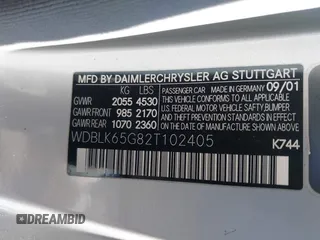 MFD. BY DAIMLERCHRYSLER AG STUTTGART
KG LBS PASSENGER CAR MADE IN GERMANY 09/01
GVWR 2055 4530
GAWR FRONT 985 2170
GAWR REAR 1070 2360
THIS VEHICLE CONFORMS TO ALL
APPLICABLE U.S. FEDERAL
MOTOR VEHICLE SAFETY, BUMPER
AND THEFT PREVENTION STANDARDS
IN EFFECT ON THE DATE OF
MANUFACTURE SHOWN ABOVE.
WDBLK65G82T102405
K744
DREAMBID